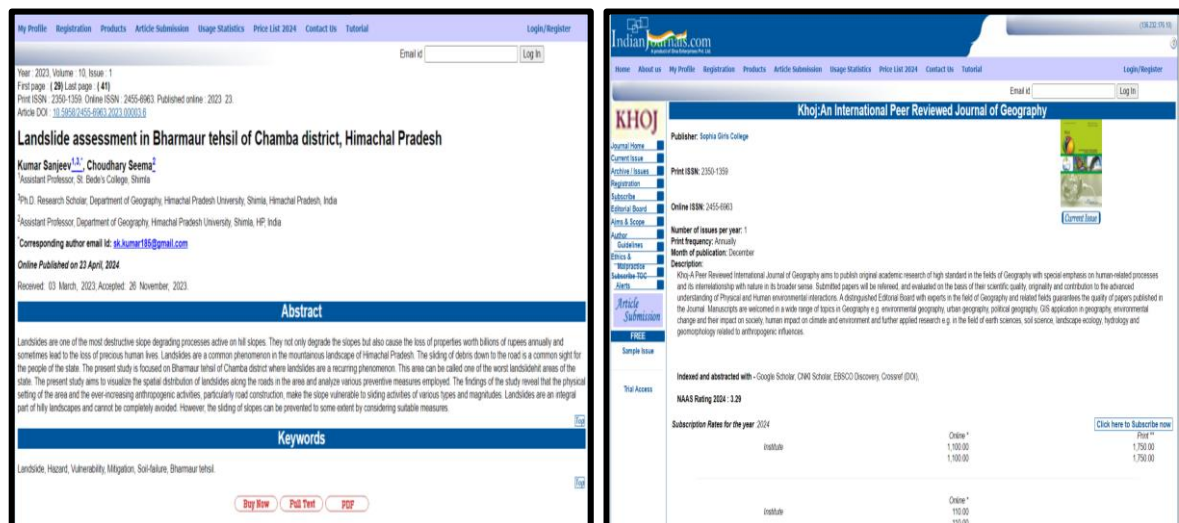 My Profile Registration Products Article Submission Usage Statistics Price List 2024 Contact Us Tutorial Login/Register
Email id Log In
Year : 2023, Volume : 10, Issue : 1
First page : ( 29) Last page : ( 41)
Print ISSN : 2350-1359. Online ISSN : 2455-6963. Published online : 2023 23.
Article DOI : 10.5958/2455-6963.2023.00003.6
Landslide assessment in Bharmaur tehsil of Chamba district, Himachal Pradesh
Kumar Sanjeev1,3,*, Choudhary Seema2
1Assistant Professor, St. Bede's College, Shimla
3Ph.D. Research Scholar, Department of Geography, Himachal Pradesh University, Shimla, Himachal Pradesh, India
2Assistant Professor, Department of Geography, Himachal Pradesh University, Shimla, HP, India
*Corresponding author email id: sk.kumar185@gmail.com
Online Published on 23 April, 2024.
Received: 03 March, 2023; Accepted: 26 November, 2023.
Abstract
Landslides are one of the most destructive slope degrading processes active on hill slopes. They not only degrade the slopes but also cause the loss of properties worth billions of rupees annually and
sometimes lead to the loss of precious human lives. Landslides are a common phenomenon in the mountainous landscape of Himachal Pradesh. The sliding of debris down to the road is a common sight for
the people of the state. The present study is focused on Bharmaur tehsil of Chamba district where landslides are a recurring phenomenon. This area can be called one of the worst landslidehit areas of the
state. The present study aims to visualize the spatial distribution of landslides along the roads in the area and analyze various preventive measures employed. The findings of the study reveal that the physical
setting of the area and the ever-increasing anthropogenic activities, particularly road construction, make the slope vulnerable to sliding activities of various types and magnitudes. Landslides are an integral
part of hilly landscapes and cannot be completely avoided. However, the sliding of slopes can be prevented to some extent by considering suitable measures.
Top
Keywords
Landslide, Hazard, Vulnerability, Mitigation, Soil-failure, Bharmaur tehsil.
Top
Buy Now Full Text PDF
IndianJournals.com
Home About us My Profile Registration Products Article Submission Usage Statistics Price List 2024 Contact Us Tutorial Login/Register
Email id Log In
KHOJ
Khoj:An International Peer Reviewed Journal of Geography
Publisher: Sophia Girls College
Journal Home
Current Issue
Archive / Issues
Registration
Subscribe
Editorial Board
Aims & Scope
Author
Guidelines
Ethics &
Malpractice
Subscribe TOC
Alerts
Article
Submission
FREE
Sample Issue
Trial Access
Print ISSN: 2350-1359
Online ISSN: 2455-6963
Current Issue
Number of issues per year: 1
Print frequency: Annually
Month of publication: December
Description:
Khoj-A Peer Reviewed International Journal of Geography aims to publish original academic research of high standard in the fields of Geography with special emphasis on human-related processes
and its interrelationship with nature in its broader sense. Submitted papers will be refereed, and evaluated on the basis of their scientific quality, originality and contribution to the advanced
understanding of Physical and Human environmental interactions. A distinguished Editorial Board with experts in the field of Geography and related fields guarantees the quality of papers published in
the Journal. Manuscripts are welcomed in a wide range of topics in Geography e.g. environmental geography, urban geography, political geography, GIS application in geography, environmental
change and their impact on society, human impact on climate and environment and further applied research e.g. in the field of earth sciences, soil science, landscape ecology, hydrology and
geomorphology related to anthropogenic influences.
Indexed and abstracted with - Google Scholar, CNKI Scholar, EBSCO Discovery, Crossref (DOI),
NAAS Rating 2024 : 3.29
Subscription Rates for the year :2024 Click here to Subscribe now
Online * Print **
Institute 1,100.00 1,750.00
1,100.00 1,750.00
Online *
Institute 110.00
110.00